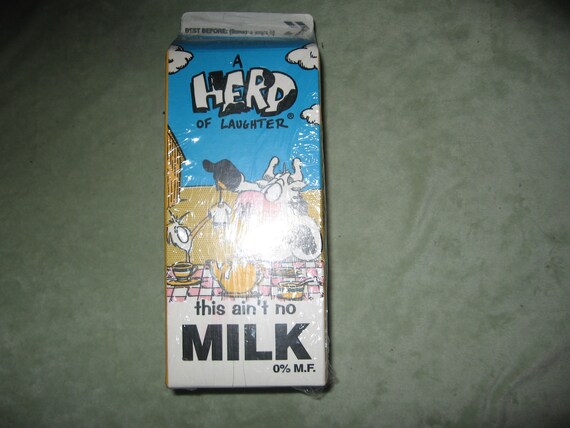 BEST BEFORE:
A
HERD
OF LAUGHTER®
this ain't no
MILK
0% M.F.